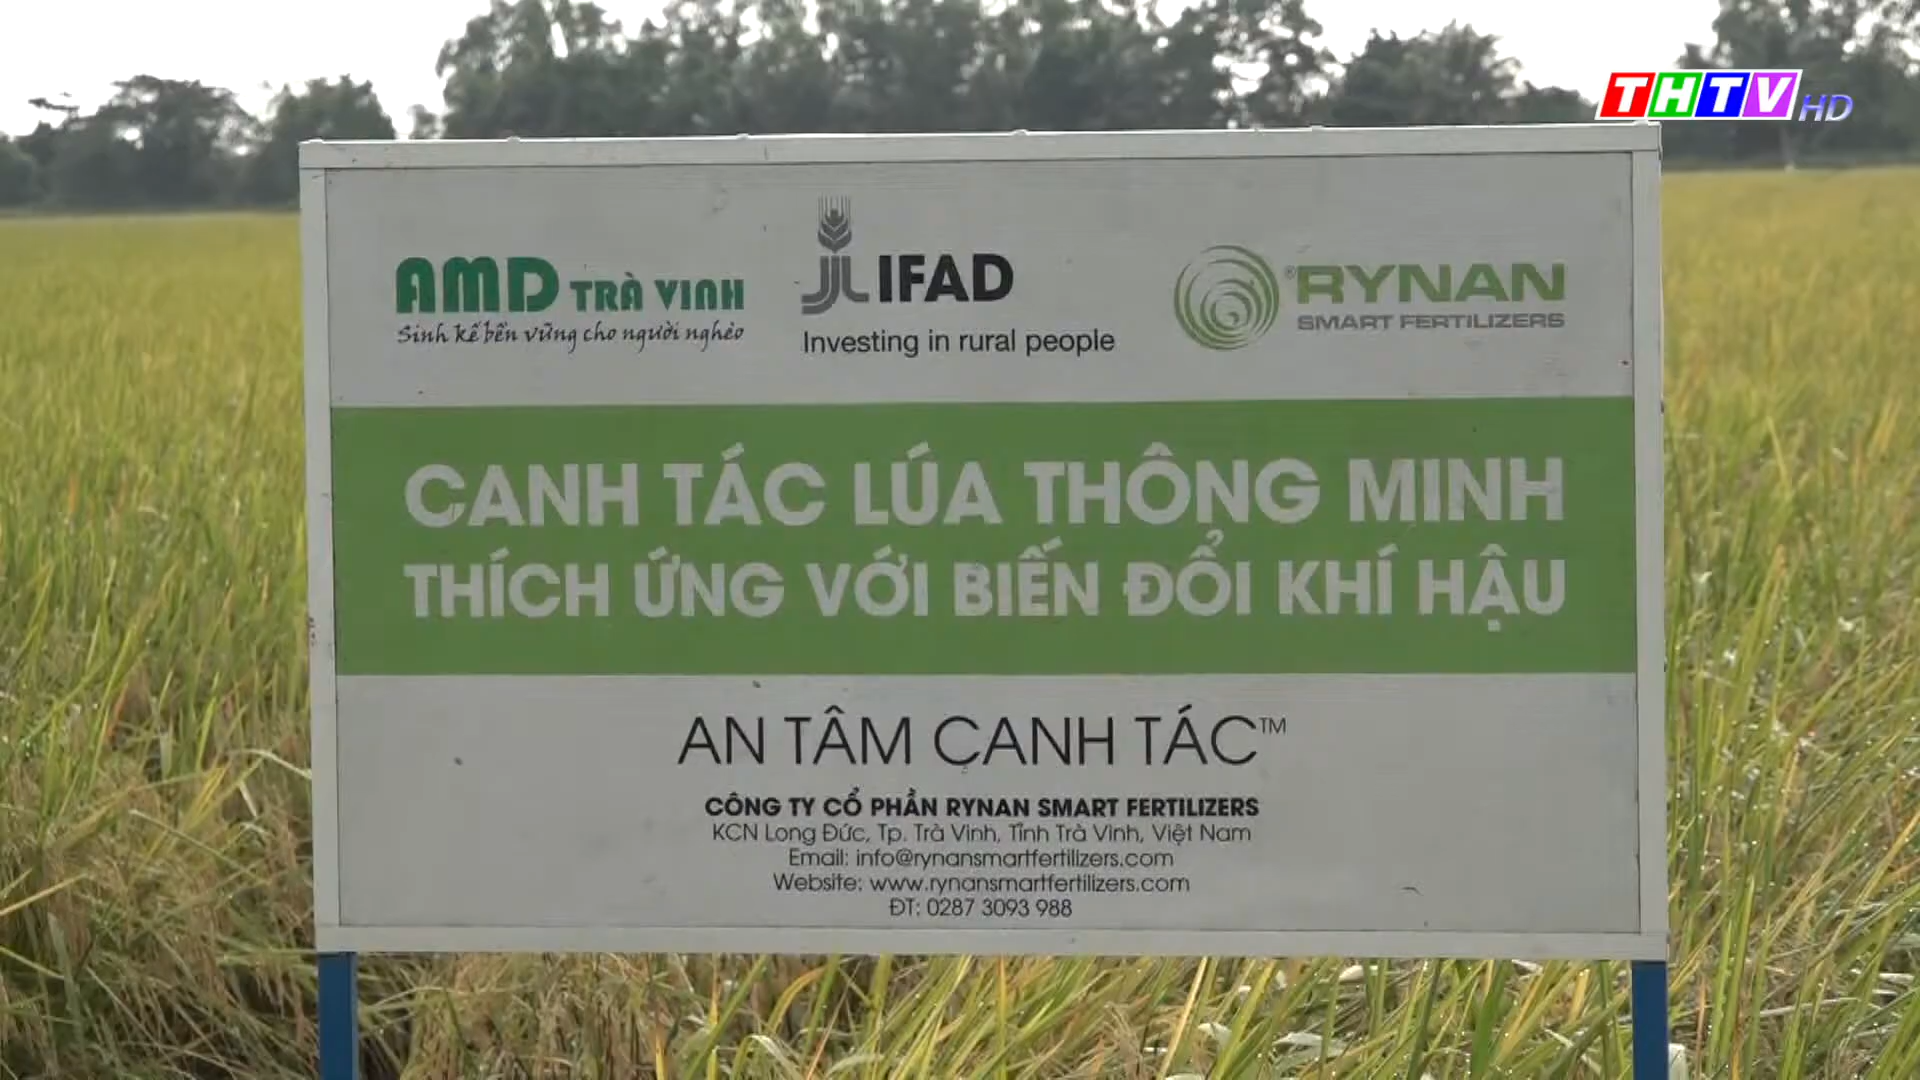 THTV HD
AMD TRÀ VINH
Sinh kế bền vững cho người nghèo
IFAD
Investing in rural people
®RYNAN
SMART FERTILIZERS
CANH TÁC LÚA THÔNG MINH
THÍCH ỨNG VỚI BIẾN ĐỔI KHÍ HẬU
AN TÂM CANH TÁC™
CÔNG TY CỔ PHẦN RYNAN SMART FERTILIZERS
KCN Long Đức, Tp. Trà Vinh, Tỉnh Trà Vinh, Việt Nam
Email: info@rynansmartfertilizers.com
Website: www.rynansmartfertilizers.com
ĐT: 0287 3093 988